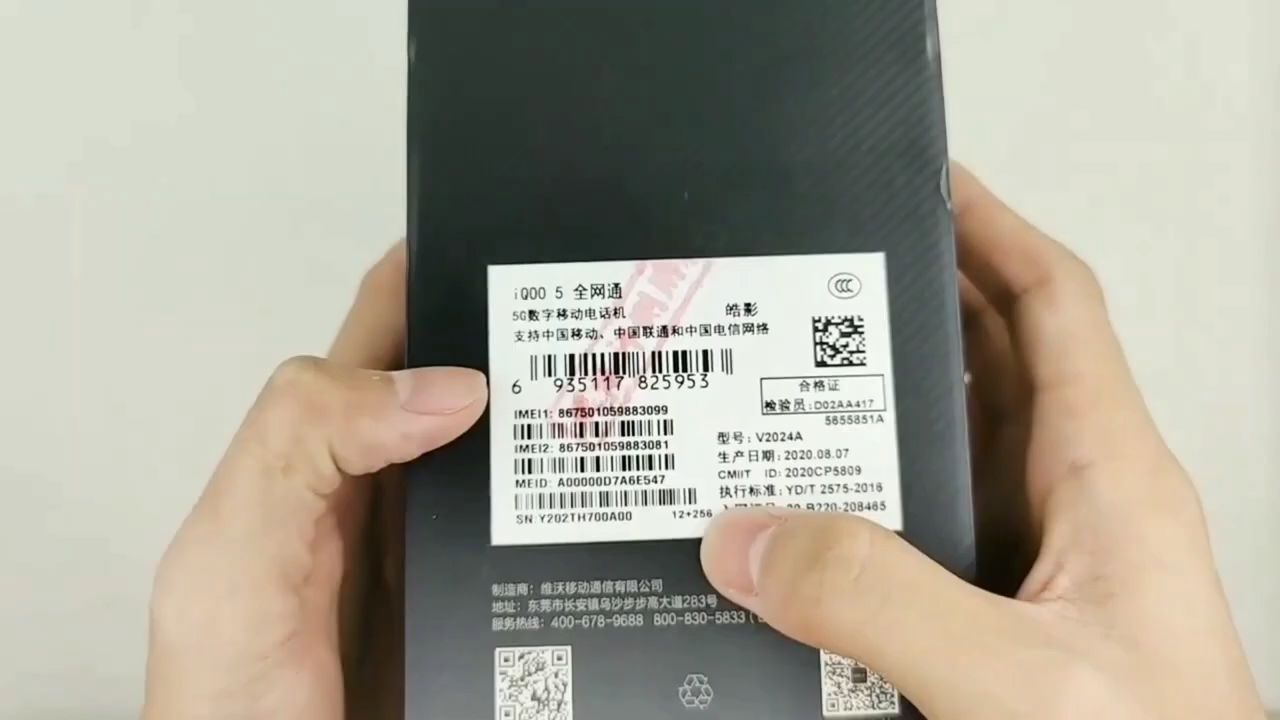 iQOO 5 全网通
5G数字移动电话机 皓影
支持中国移动、中国联通和中国电信网络
6 935117 825953
合格证
检验员:D02AA417
5655851A
IMEI1: 867501059883099
IMEI2: 867501059883081
MEID: A00000D7A6E547
SN:Y202TH700A00 12+256
型号: V2024A
生产日期: 2020.08.07
CMIIT ID: 2020CP5809
执行标准: YD/T 2575-2016
-B220-208465
制造商: 维沃移动通信有限公司
地址: 东莞市长安镇乌沙步步高大道283号
服务热线: 400-678-9688 800-830-5833